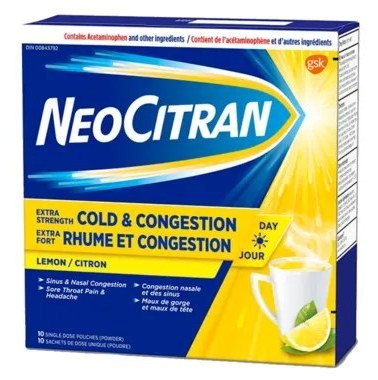 Contains Acetaminophen and other ingredients / Contient de l'acétaminophène et d'autres ingrédients
DIN 00843792
gsk
NEOCITRAN
EXTRA STRENGTH COLD & CONGESTION
EXTRA FORT RHUME ET CONGESTION
DAY
JOUR
LEMON / CITRON
▸ Sinus & Nasal Congestion
▸ Sore Throat Pain & Headache
▸ Congestion nasale et des sinus
▸ Maux de gorge et maux de tête
10 SINGLE DOSE POUCHES (POWDER)
10 SACHETS DE DOSE UNIQUE (POUDRE)